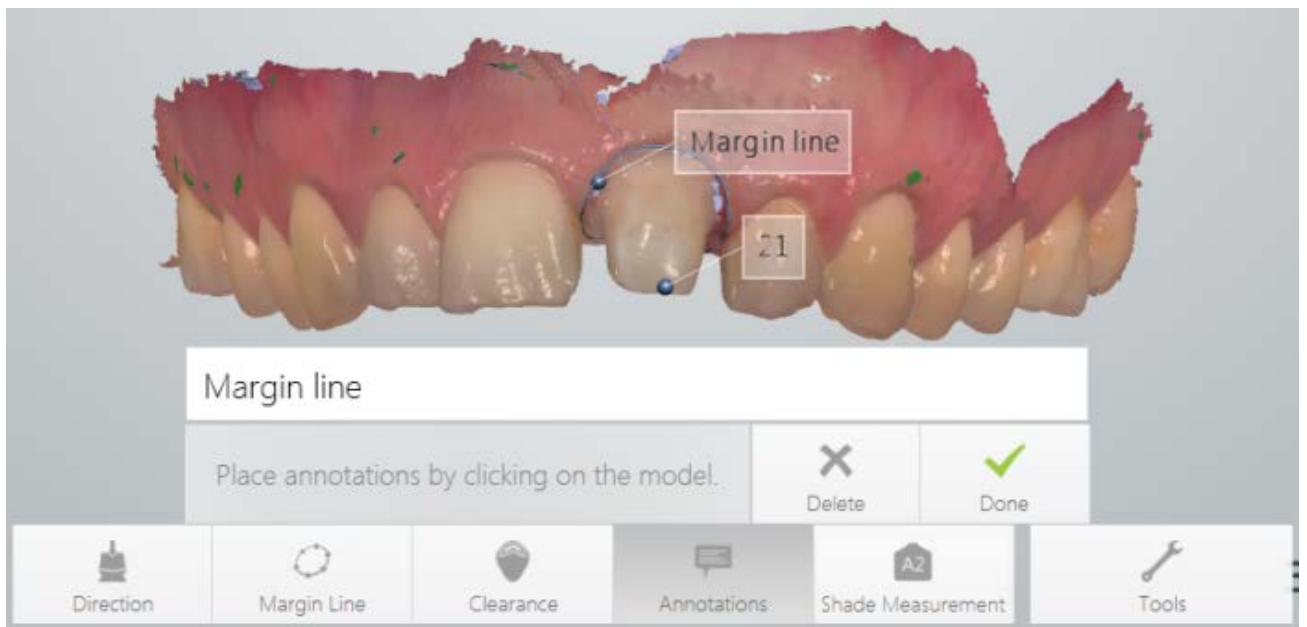 Margin line
21
Margin line
Place annotations by clicking on the model.
Delete
Done
Direction
Margin Line
Clearance
Annotations
A2
Shade Measurement
Tools